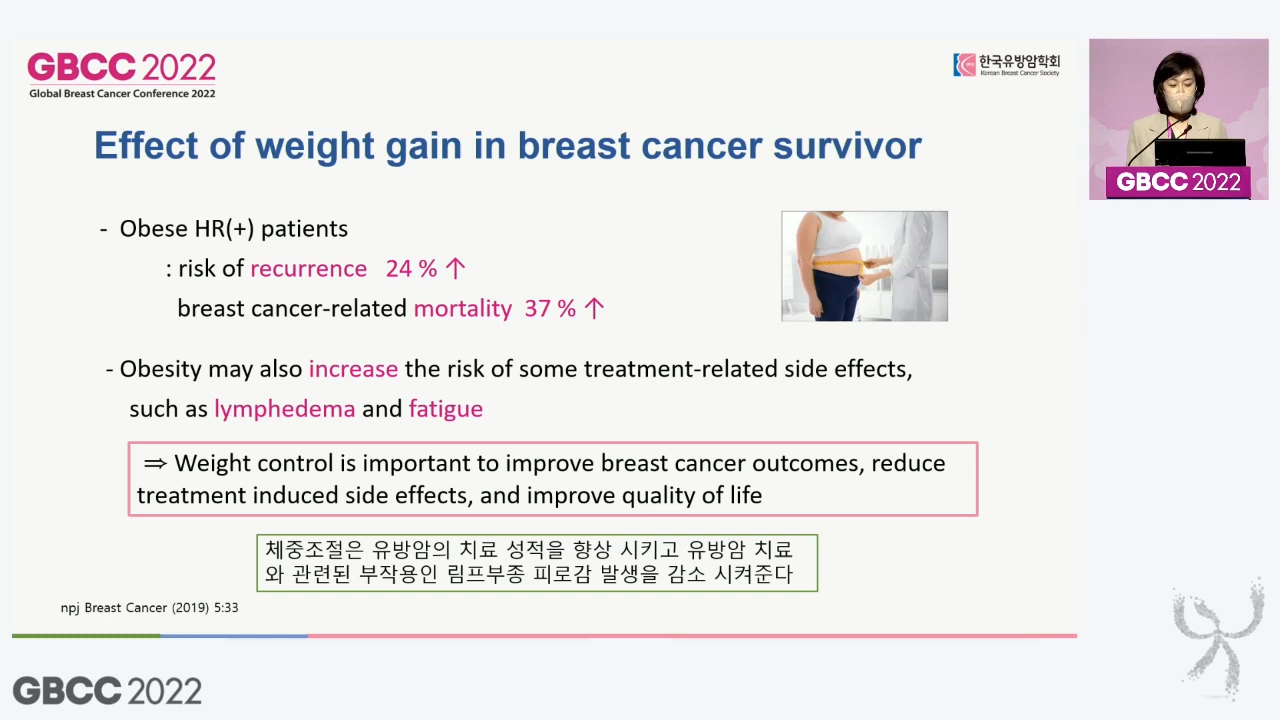 GBCC 2022
Global Breast Cancer Conference 2022
한국유방암학회
Korean Breast Cancer Society
Effect of weight gain in breast cancer survivor
- Obese HR(+) patients
: risk of recurrence 24 % ↑
breast cancer-related mortality 37 % ↑
- Obesity may also increase the risk of some treatment-related side effects,
such as lymphedema and fatigue
⇒ Weight control is important to improve breast cancer outcomes, reduce
treatment induced side effects, and improve quality of life
체중조절은 유방암의 치료 성적을 향상 시키고 유방암 치료
와 관련된 부작용인 림프부종 피로감 발생을 감소 시켜준다
npj Breast Cancer (2019) 5:33
GBCC 2022
GBCC 2022